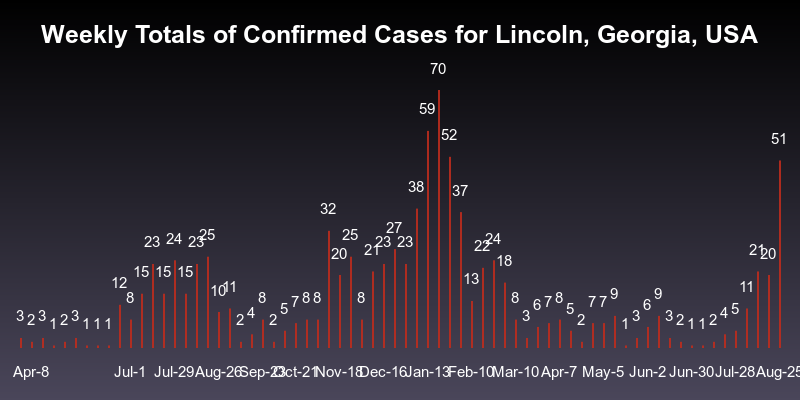 Weekly Totals of Confirmed Cases for Lincoln, Georgia, USA
70
59
52
51
38
37
32
27
25 25 24 24 23 23 23 23 22 21 21 20 20
18
15 15 15 13 12 11 11 10
3 2 3 1 2 3 1 1 1 8 2 4 8 2 5 7 8 8 8 8 3 6 7 8 5 2 7 7 9 1 3 6 9 3 2 1 1 2 4 5
Apr-8 Jul-1 Jul-29 Aug-26 Sep-23 Oct-21 Nov-18 Dec-16 Jan-13 Feb-10 Mar-10 Apr-7 May-5 Jun-2 Jun-30 Jul-28 Aug-25